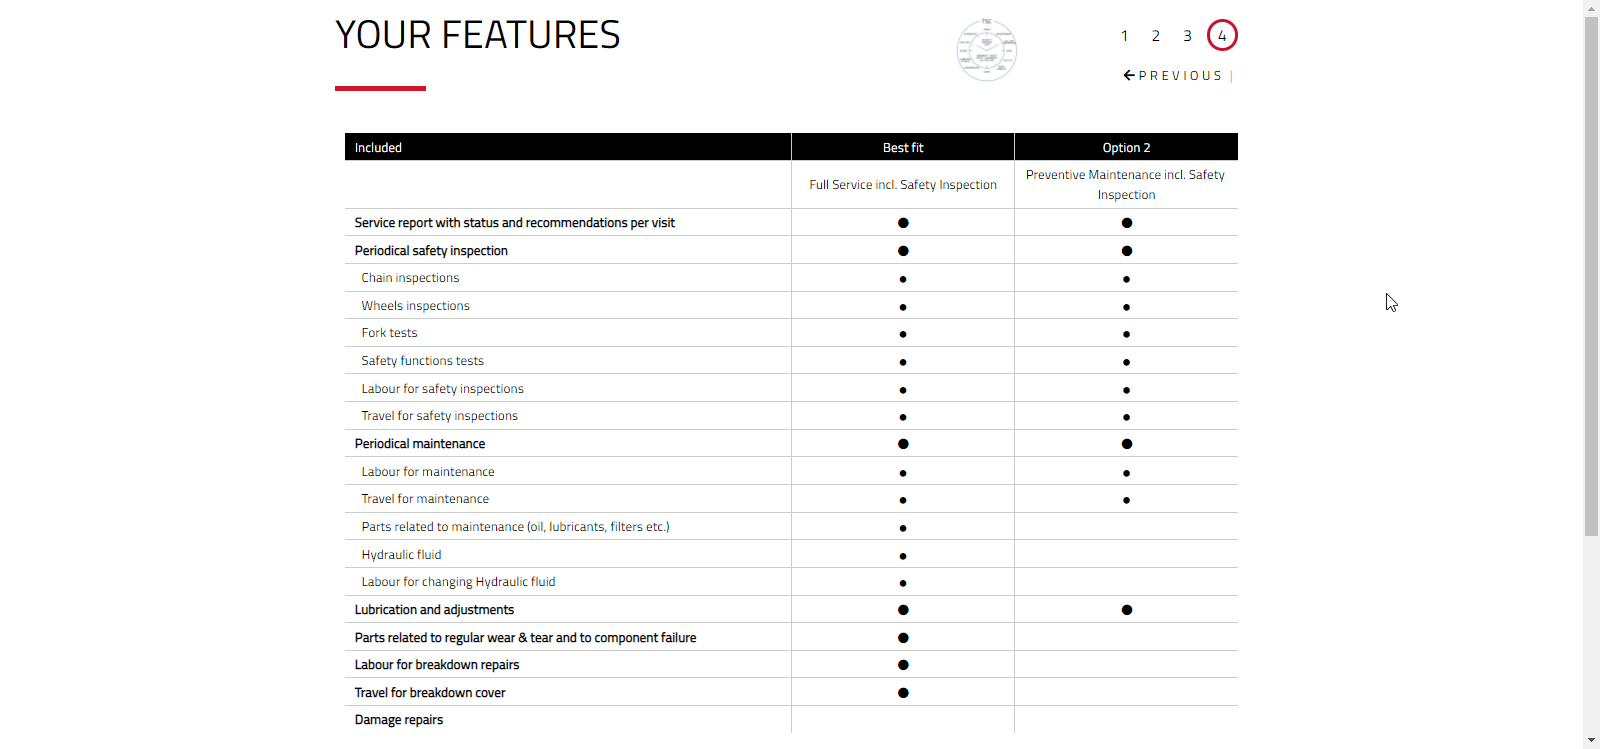 YOUR FEATURES
TSC
1 2 3 4
PREVIOUS |
Included Best fit Option 2
Full Service incl. Safety Inspection Preventive Maintenance incl. Safety
Inspection
Service report with status and recommendations per visit ● ●
Periodical safety inspection ● ●
Chain inspections ● ●
Wheels inspections ● ●
Fork tests ● ●
Safety functions tests ● ●
Labour for safety inspections ● ●
Travel for safety inspections ● ●
Periodical maintenance ● ●
Labour for maintenance ● ●
Travel for maintenance ● ●
Parts related to maintenance (oil, lubricants, filters etc.) ●
Hydraulic fluid ●
Labour for changing Hydraulic fluid ●
Lubrication and adjustments ● ●
Parts related to regular wear & tear and to component failure ●
Labour for breakdown repairs ●
Travel for breakdown cover ●
Damage repairs